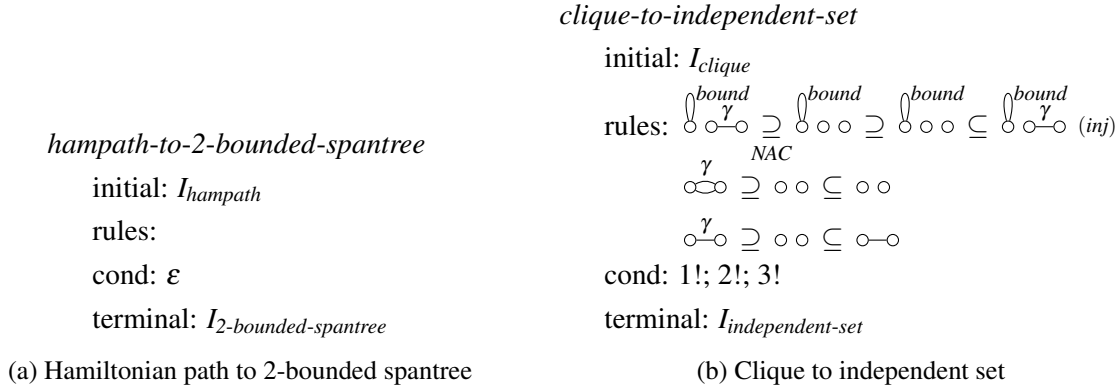 hampath-to-2-bounded-spantree
initial: I_hampath
rules:
cond: ε
terminal: I_2-bounded-spantree
(a) Hamiltonian path to 2-bounded spantree
clique-to-independent-set
initial: I_clique
rules: bound γ ⊇ NAC bound ⊇ bound ⊆ bound γ (inj)
γ ⊇ ⊆
γ ⊇ ⊆
cond: 1!; 2!; 3!
terminal: I_independent-set
(b) Clique to independent set